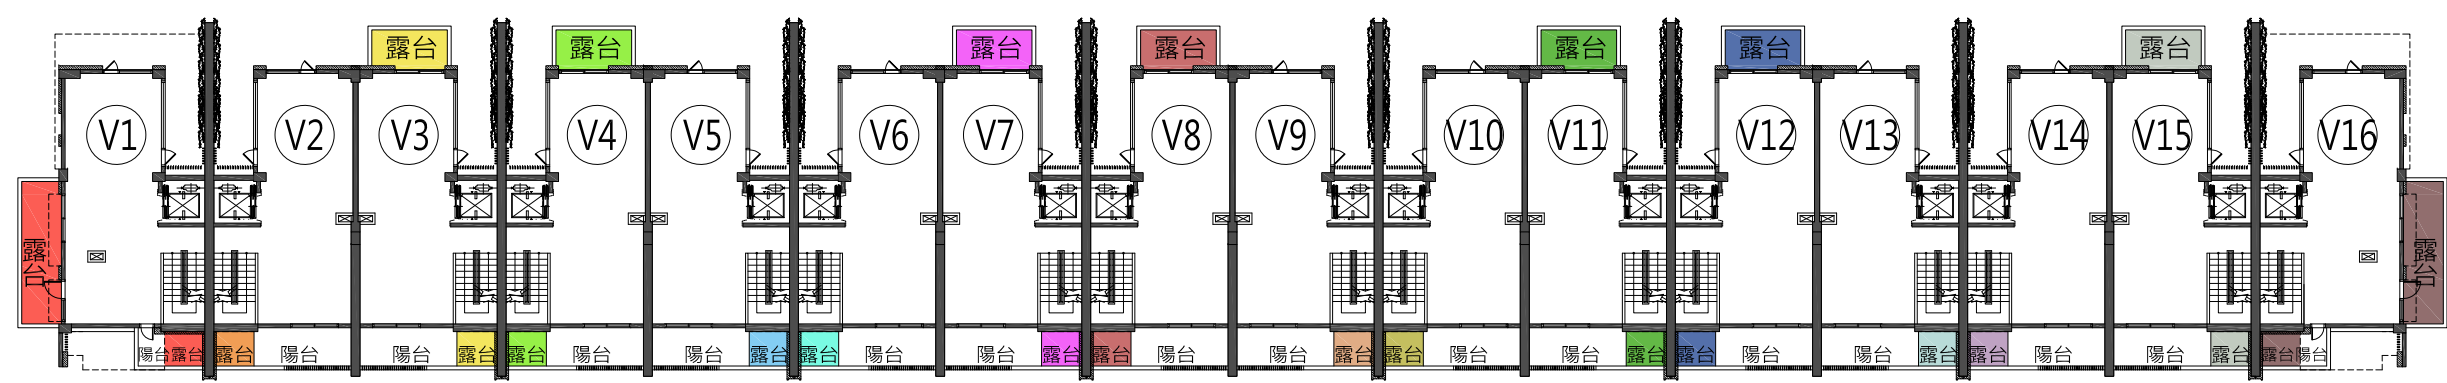 露台 露台 露台 露台 露台 露台 露台
V1 V2 V3 V4 V5 V6 V7 V8 V9 V10 V11 V12 V13 V14 V15 V16
露台 露台
陽台 露台 露台 陽台 陽台 露台 露台 陽台 陽台 露台 露台 陽台 陽台 露台 露台 陽台 陽台 露台 露台 陽台 陽台 露台 露台 陽台 陽台 露台 露台 陽台 陽台 露台 露台 陽台